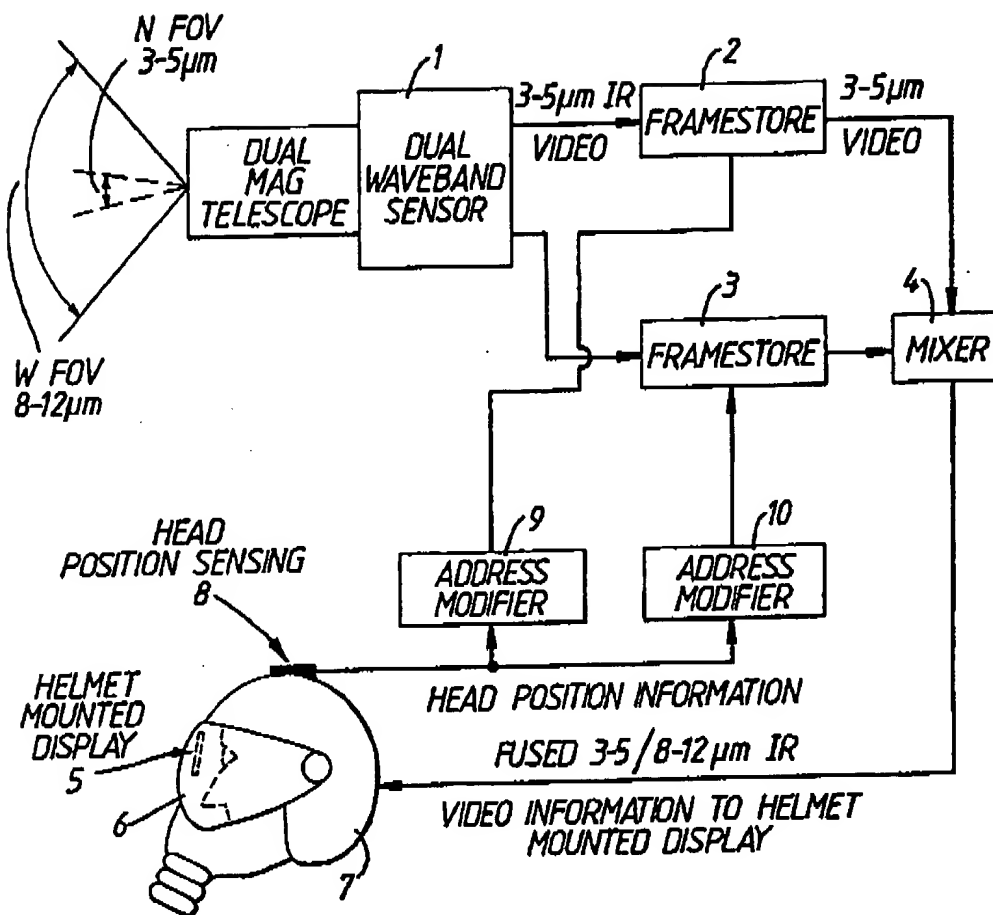 N FOV
3-5µm
1
2
3-5µm IR
VIDEO
3-5µm
VIDEO
FRAMESTORE
DUAL
MAG
TELESCOPE
DUAL
WAVEBAND
SENSOR
3
4
FRAMESTORE
MIXER
W FOV
8-12µm
9
10
HEAD
POSITION SENSING
8
ADDRESS
MODIFIER
ADDRESS
MODIFIER
HELMET
MOUNTED
DISPLAY
5
HEAD POSITION INFORMATION
FUSED 3-5/8-12µm IR
6
VIDEO INFORMATION TO HELMET
MOUNTED DISPLAY
7